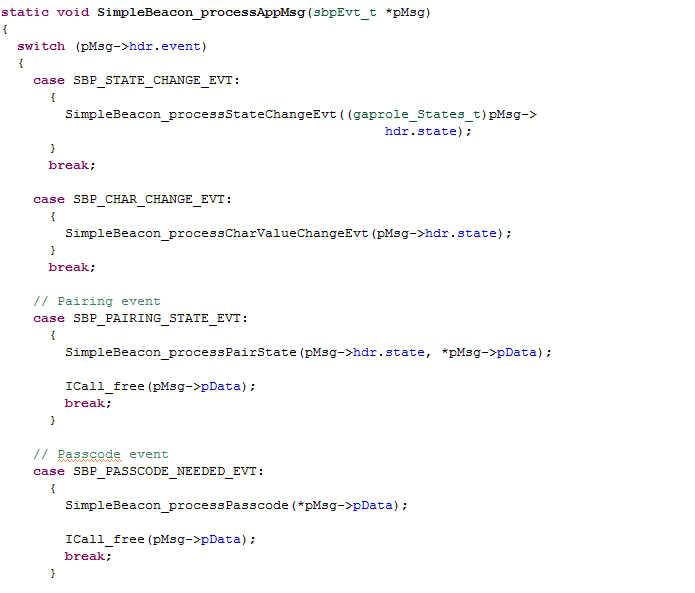 static void SimpleBeacon_processAppMsg(sbpEvt_t *pMsg)
{
  switch (pMsg->hdr.event)
  {
    case SBP_STATE_CHANGE_EVT:
      {
        SimpleBeacon_processStateChangeEvt((gaprole_States_t)pMsg->
                                                hdr.state);
      }
      break;

    case SBP_CHAR_CHANGE_EVT:
      {
        SimpleBeacon_processCharValueChangeEvt(pMsg->hdr.state);
      }
      break;

    // Pairing event
    case SBP_PAIRING_STATE_EVT:
      {
        SimpleBeacon_processPairState(pMsg->hdr.state, *pMsg->pData);

        ICall_free(pMsg->pData);
        break;
      }

    // Passcode event
    case SBP_PASSCODE_NEEDED_EVT:
      {
        SimpleBeacon_processPasscode(*pMsg->pData);

        ICall_free(pMsg->pData);
        break;
      }